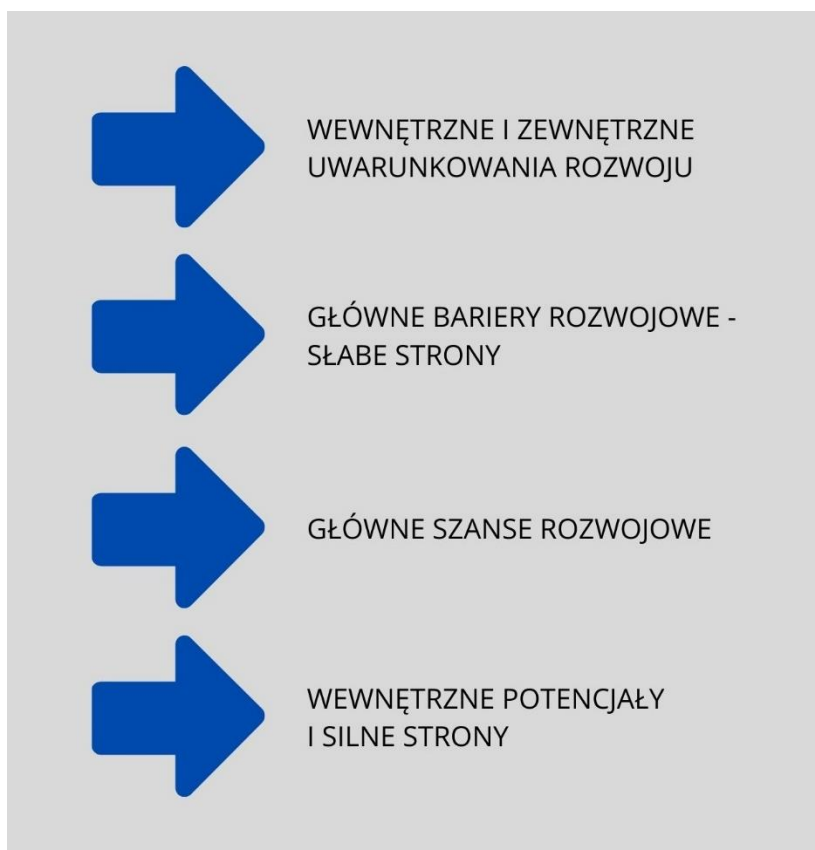 WEWNĘTRZNE I ZEWNĘTRZNE
UWARUNKOWANIA ROZWOJU
GŁÓWNE BARIERY ROZWOJOWE -
SŁABE STRONY
GŁÓWNE SZANSE ROZWOJOWE
WEWNĘTRZNE POTENCJAŁY
I SILNE STRONY